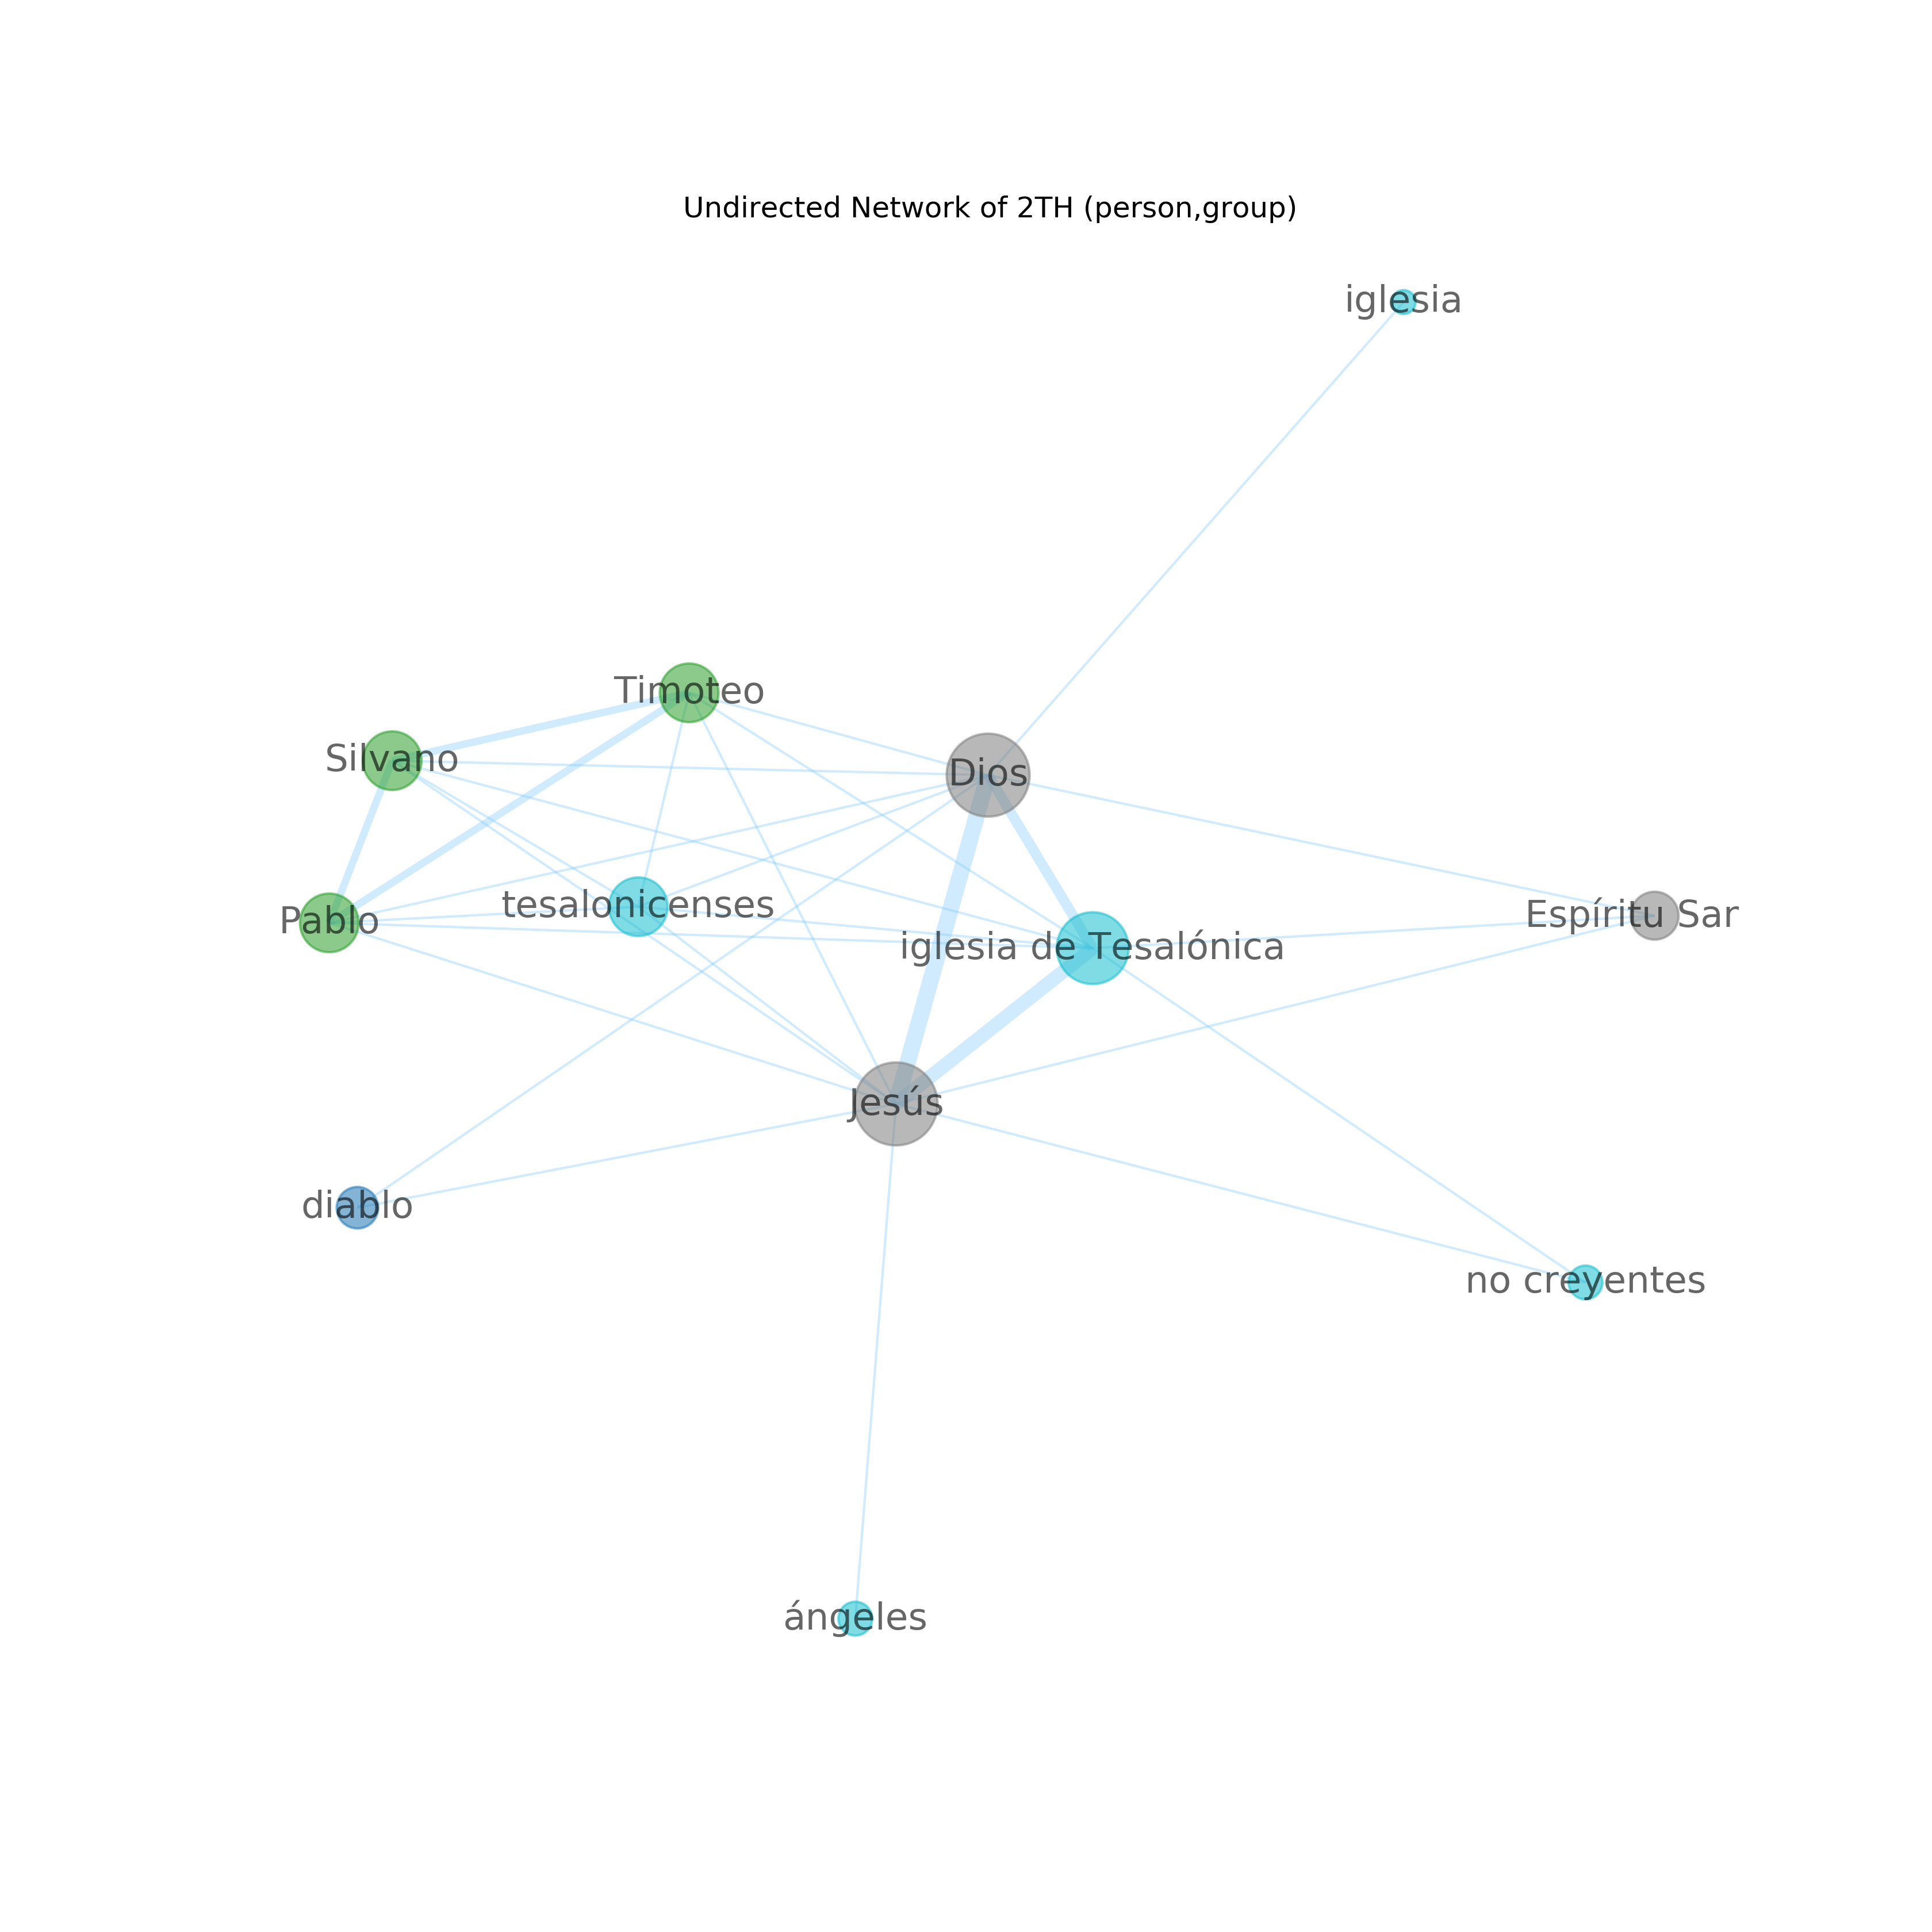 Undirected Network of 2TH (person,group)
iglesia
Timoteo
Silvano
Dios
tesalonicenses
Pablo
Espíritu Sar
iglesia de Tesalónica
Jesús
diablo
no creyentes
ángeles